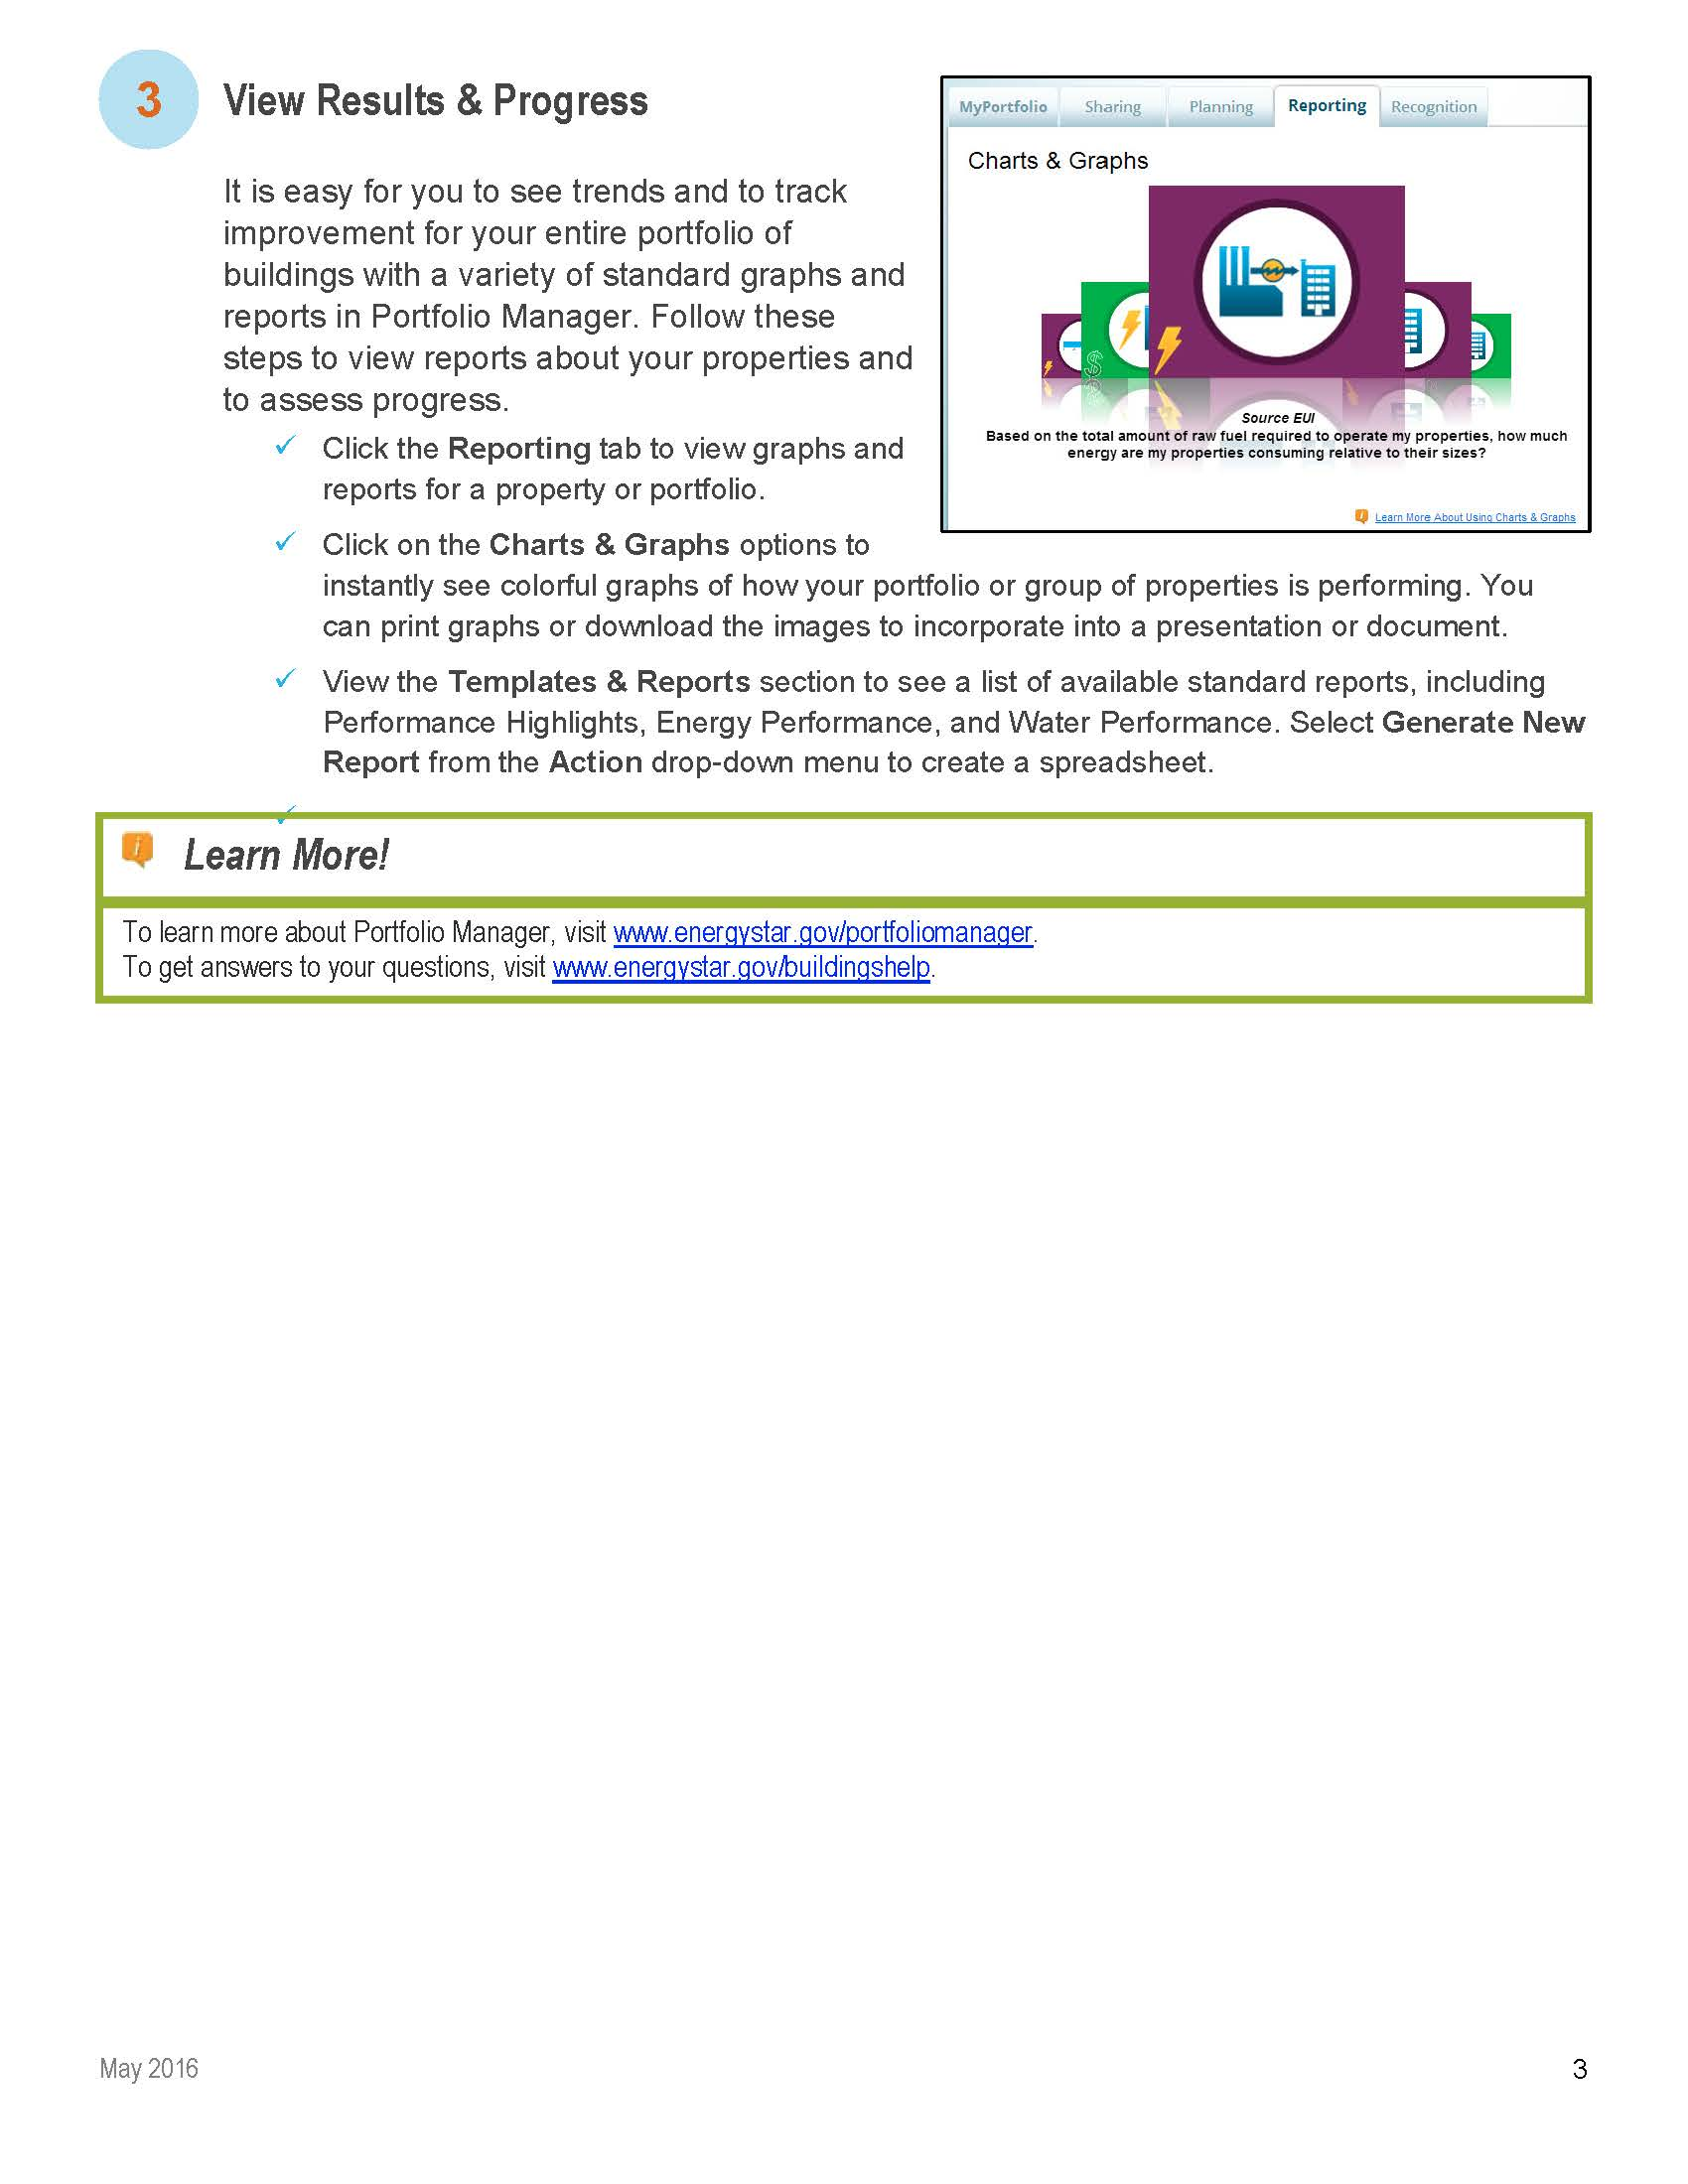 3
View Results & Progress
It is easy for you to see trends and to track
improvement for your entire portfolio of
buildings with a variety of standard graphs and
reports in Portfolio Manager. Follow these
steps to view reports about your properties and
to assess progress.
✓ Click the Reporting tab to view graphs and
reports for a property or portfolio.
✓ Click on the Charts & Graphs options to
instantly see colorful graphs of how your portfolio or group of properties is performing. You
can print graphs or download the images to incorporate into a presentation or document.
✓ View the Templates & Reports section to see a list of available standard reports, including
Performance Highlights, Energy Performance, and Water Performance. Select Generate New
Report from the Action drop-down menu to create a spreadsheet.
✓
MyPortfolio Sharing Planning Reporting Recognition
Charts & Graphs
$
Source EUI
Based on the total amount of raw fuel required to operate my properties, how much
energy are my properties consuming relative to their sizes?
i Learn More About Using Charts & Graphs
i Learn More!
To learn more about Portfolio Manager, visit www.energystar.gov/portfoliomanager.
To get answers to your questions, visit www.energystar.gov/buildingshelp.
May 2016
3